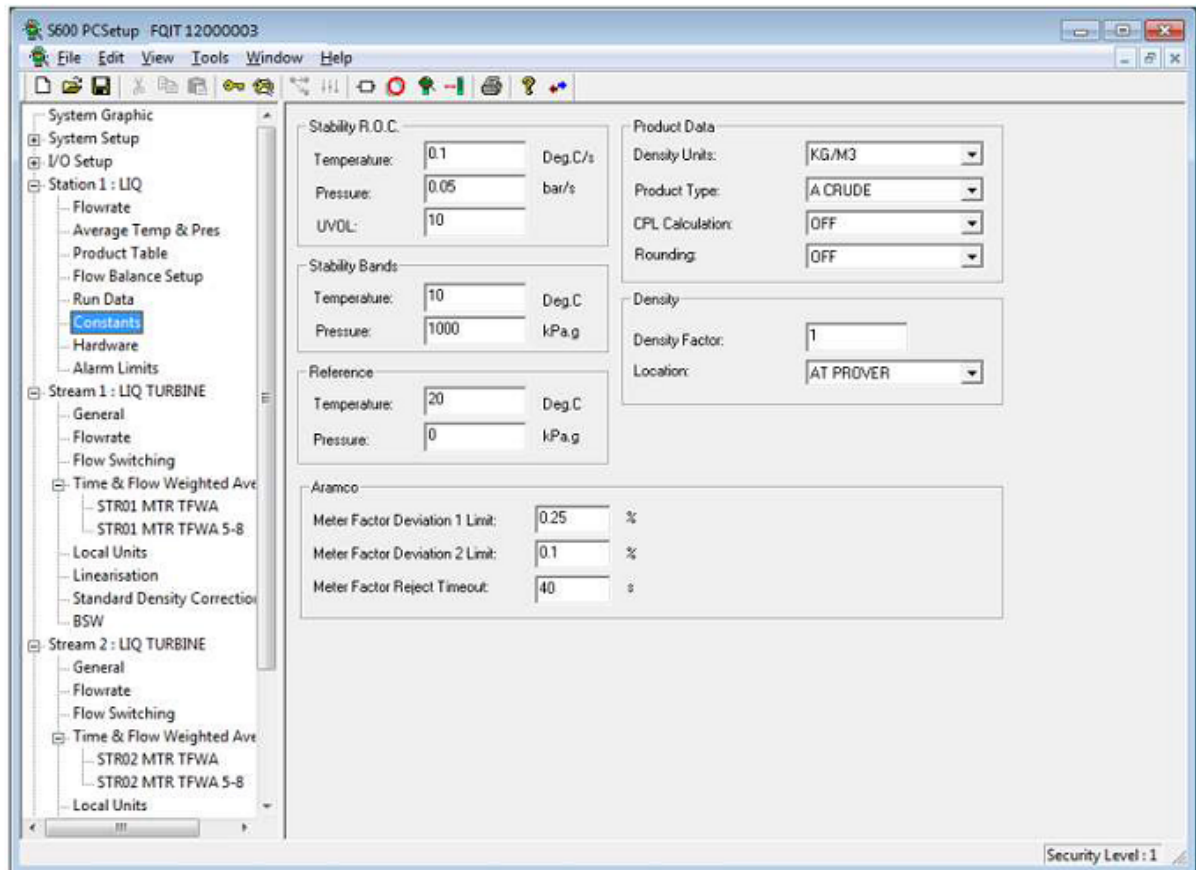 S600 PCSetup FQIT 12000003
File Edit View Tools Window Help
System Graphic
System Setup
I/O Setup
Station 1 : LIQ
Flowrate
Average Temp & Pres
Product Table
Flow Balance Setup
Run Data
Constants
Hardware
Alarm Limits
Stream 1 : LIQ TURBINE
General
Flowrate
Flow Switching
Time & Flow Weighted Ave
STR01 MTR TFWA
STR01 MTR TFWA 5-8
Local Units
Linearisation
Standard Density Correction
BSW
Stream 2 : LIQ TURBINE
General
Flowrate
Flow Switching
Time & Flow Weighted Ave
STR02 MTR TFWA
STR02 MTR TFWA 5-8
Local Units
Stability R.O.C.
Temperature: 0.1 Deg.C/s
Pressure: 0.05 bar/s
UVOL: 10
Stability Bands
Temperature: 10 Deg.C
Pressure: 1000 kPa.g
Reference
Temperature: 20 Deg.C
Pressure: 0 kPa.g
Product Data
Density Units: KG/M3
Product Type: A CRUDE
CPL Calculation: OFF
Rounding: OFF
Density
Density Factor: 1
Location: AT PROVER
Aramco
Meter Factor Deviation 1 Limit: 0.25 %
Meter Factor Deviation 2 Limit: 0.1 %
Meter Factor Reject Timeout: 40 s
Security Level : 1